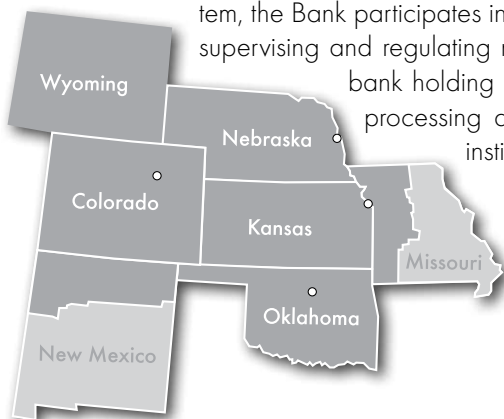 tem, the Bank participates in
supervising and regulating
bank holding
processing
Wyoming
Nebraska
Colorado
Kansas
Missouri
Oklahoma
New Mexico